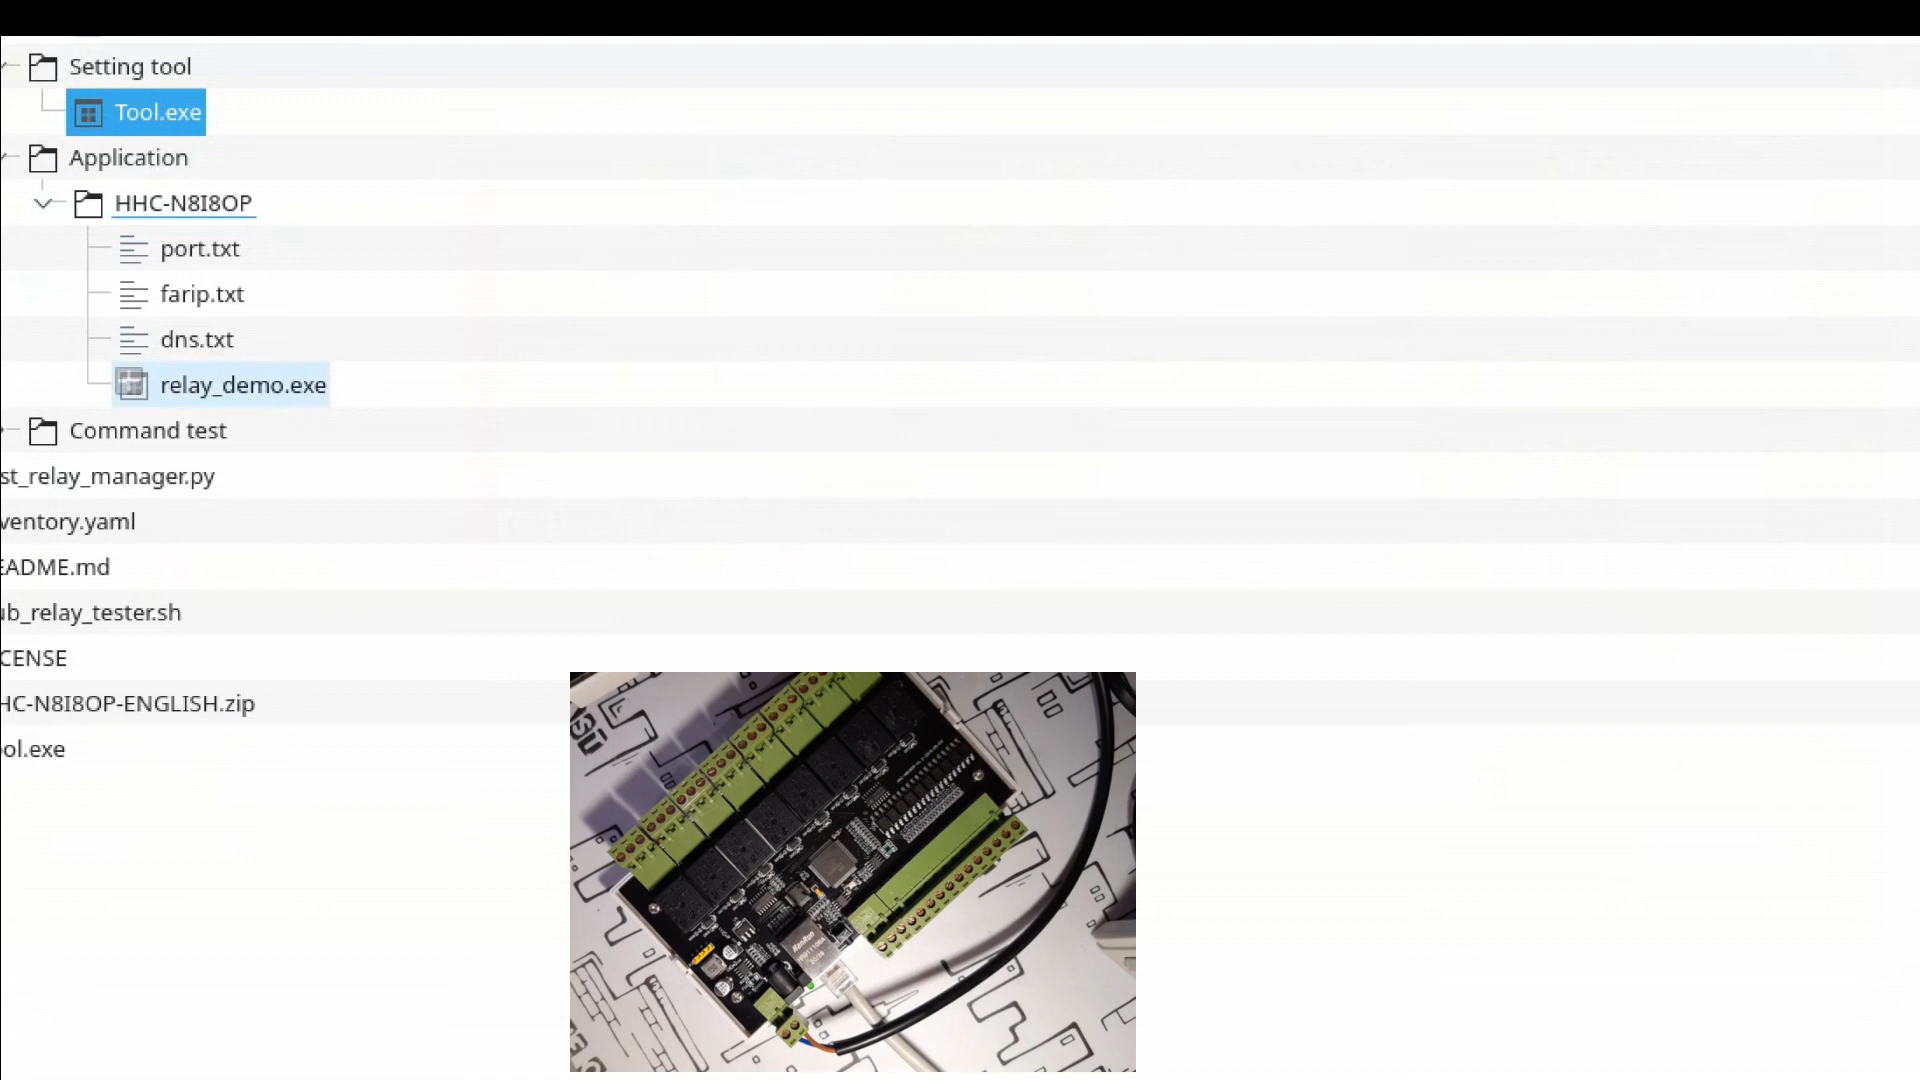 Setting tool
Tool.exe
Application
HHC-N8I8OP
port.txt
farip.txt
dns.txt
relay_demo.exe
Command test
st_relay_manager.py
ventory.yaml
EADME.md
ub_relay_tester.sh
CENSE
HC-N8I8OP-ENGLISH.zip
ol.exe
HanRun